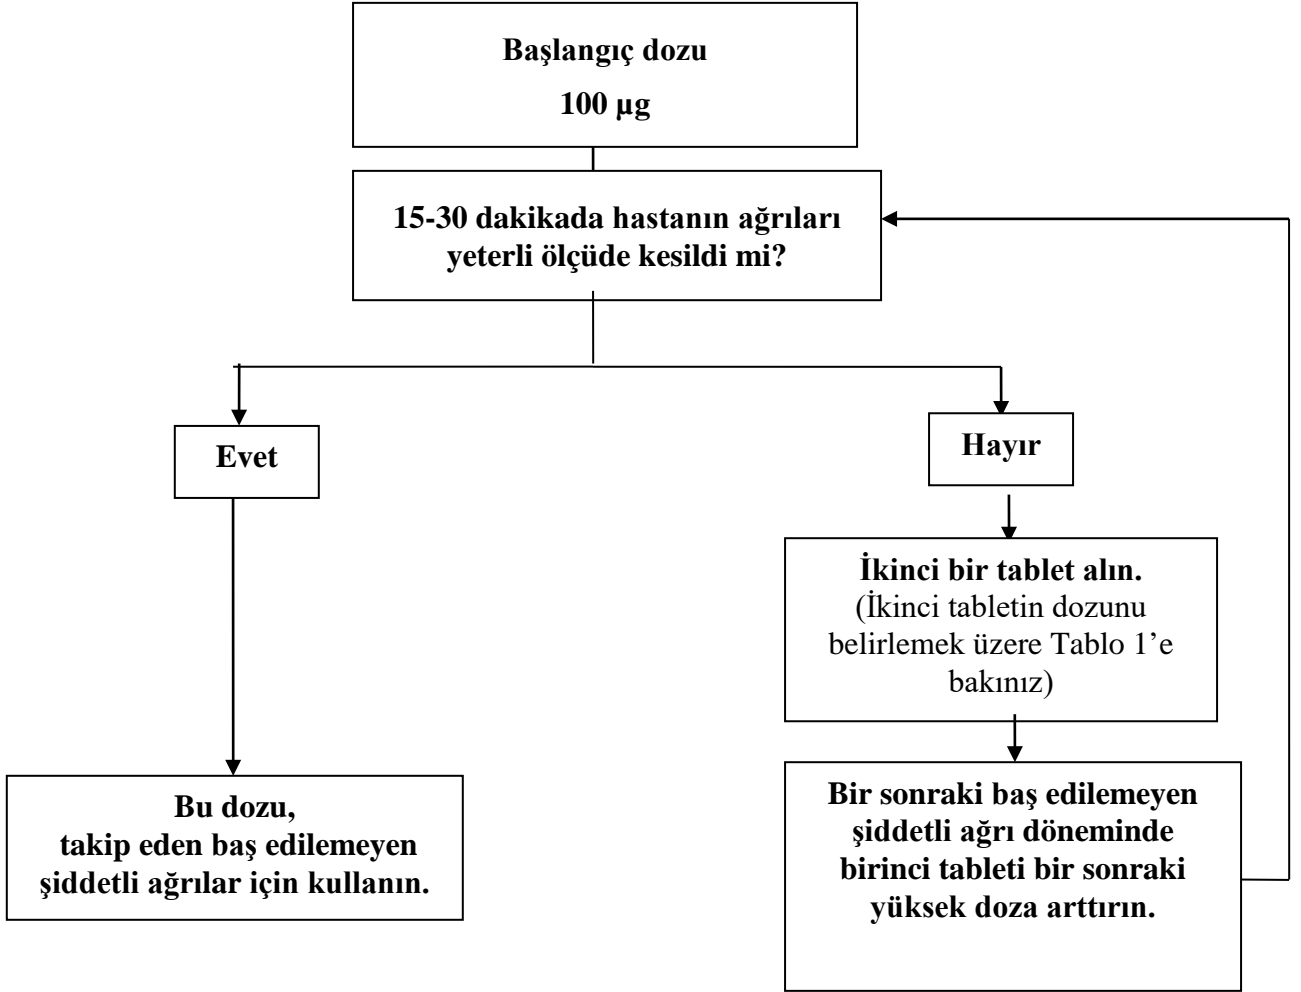 Başlangıç dozu
100 µg
15-30 dakikada hastanın ağrıları
yeterli ölçüde kesildi mi?
Evet
Hayır
İkinci bir tablet alın.
(İkinci tabletin dozunu
belirlemek üzere Tablo 1’e
bakınız)
Bu dozu,
takip eden baş edilemeyen
şiddetli ağrılar için kullanın.
Bir sonraki baş edilemeyen
şiddetli ağrı döneminde
birinci tableti bir sonraki
yüksek doza arttırın.